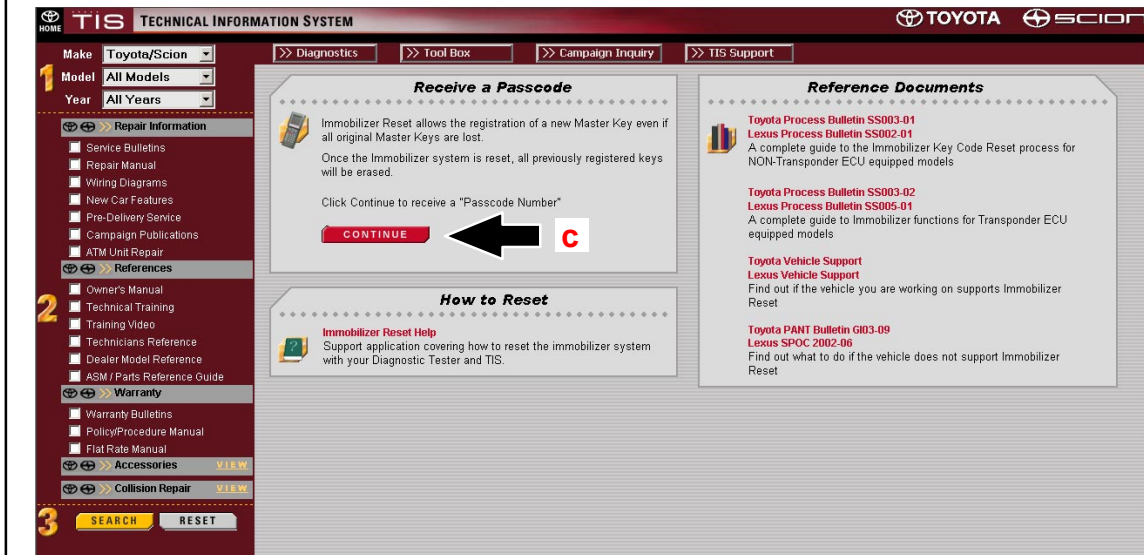 HOME TIS TECHNICAL INFORMATION SYSTEM
TOYOTA SCION
Make Toyota/Scion
Model All Models
Year All Years
1
>> Diagnostics
>> Tool Box
>> Campaign Inquiry
>> TIS Support
>> Repair Information
Service Bulletins
Repair Manual
Wiring Diagrams
New Car Features
Pre-Delivery Service
Campaign Publications
ATM Unit Repair
>> References
2
Owner's Manual
Technical Training
Training Video
Technicians Reference
Dealer Model Reference
ASM / Parts Reference Guide
>> Warranty
Warranty Bulletins
Policy/Procedure Manual
Flat Rate Manual
>> Accessories VIEW
>> Collision Repair VIEW
3
SEARCH RESET
Receive a Passcode
Immobilizer Reset allows the registration of a new Master Key even if
all original Master Keys are lost.
Once the Immobilizer system is reset, all previously registered keys
will be erased.
Click Continue to receive a "Passcode Number"
CONTINUE
C
How to Reset
Immobilizer Reset Help
Support application covering how to reset the immobilizer system
with your Diagnostic Tester and TIS.
Reference Documents
Toyota Process Bulletin SS003-01
Lexus Process Bulletin SS002-01
A complete guide to the Immobilizer Key Code Reset process for
NON-Transponder ECU equipped models
Toyota Process Bulletin SS003-02
Lexus Process Bulletin SS005-01
A complete guide to Immobilizer functions for Transponder ECU
equipped models
Toyota Vehicle Support
Lexus Vehicle Support
Find out if the vehicle you are working on supports Immobilizer
Reset
Toyota PANT Bulletin GI03-09
Lexus SPOC 2002-06
Find out what to do if the vehicle does not support Immobilizer
Reset